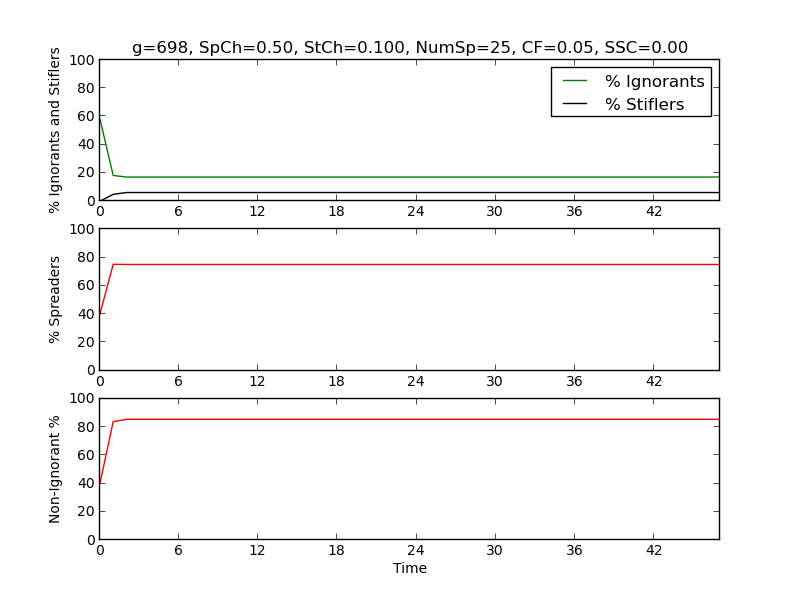 g=698, SpCh=0.50, StCh=0.100, NumSp=25, CF=0.05, SSC=0.00
% Ignorants and Stiflers
100
80
60
40
20
0
% Ignorants
% Stiflers
0 6 12 18 24 30 36 42
% Spreaders
100
80
60
40
20
0
0 6 12 18 24 30 36 42
Non-Ignorant %
100
80
60
40
20
0
0 6 12 18 24 30 36 42
Time